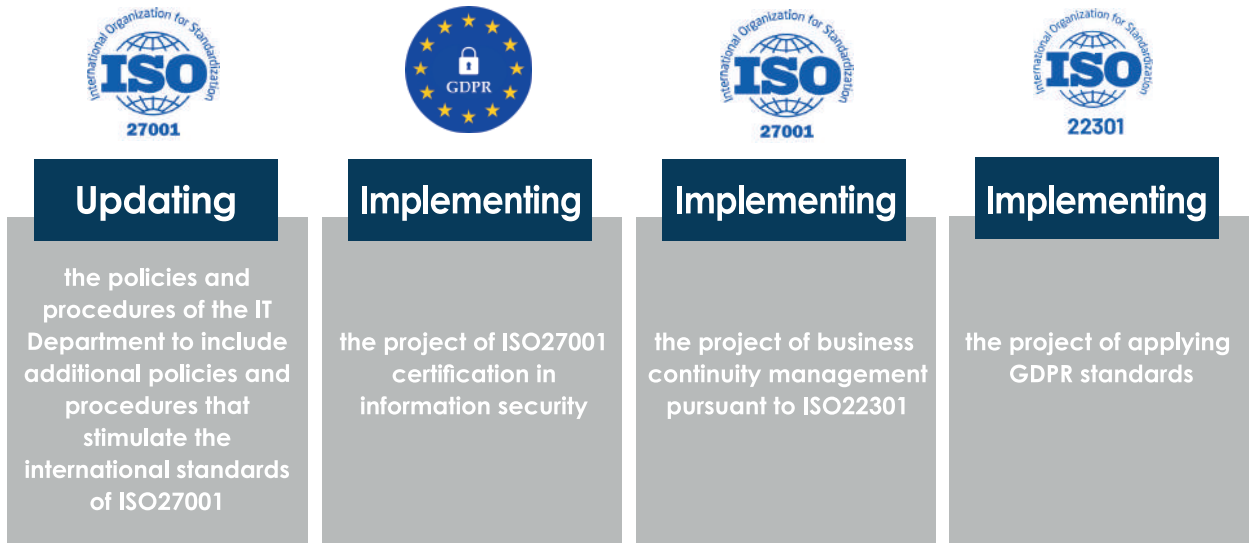 International Organization for Standardization
ISO
27001
GDPR
International Organization for Standardization
ISO
27001
International Organization for Standardization
ISO
22301
Updating
the policies and
procedures of the IT
Department to include
additional policies and
procedures that
stimulate the
international standards
of ISO27001
Implementing
the project of ISO27001
certification in
information security
Implementing
the project of business
continuity management
pursuant to ISO22301
Implementing
the project of applying
GDPR standards